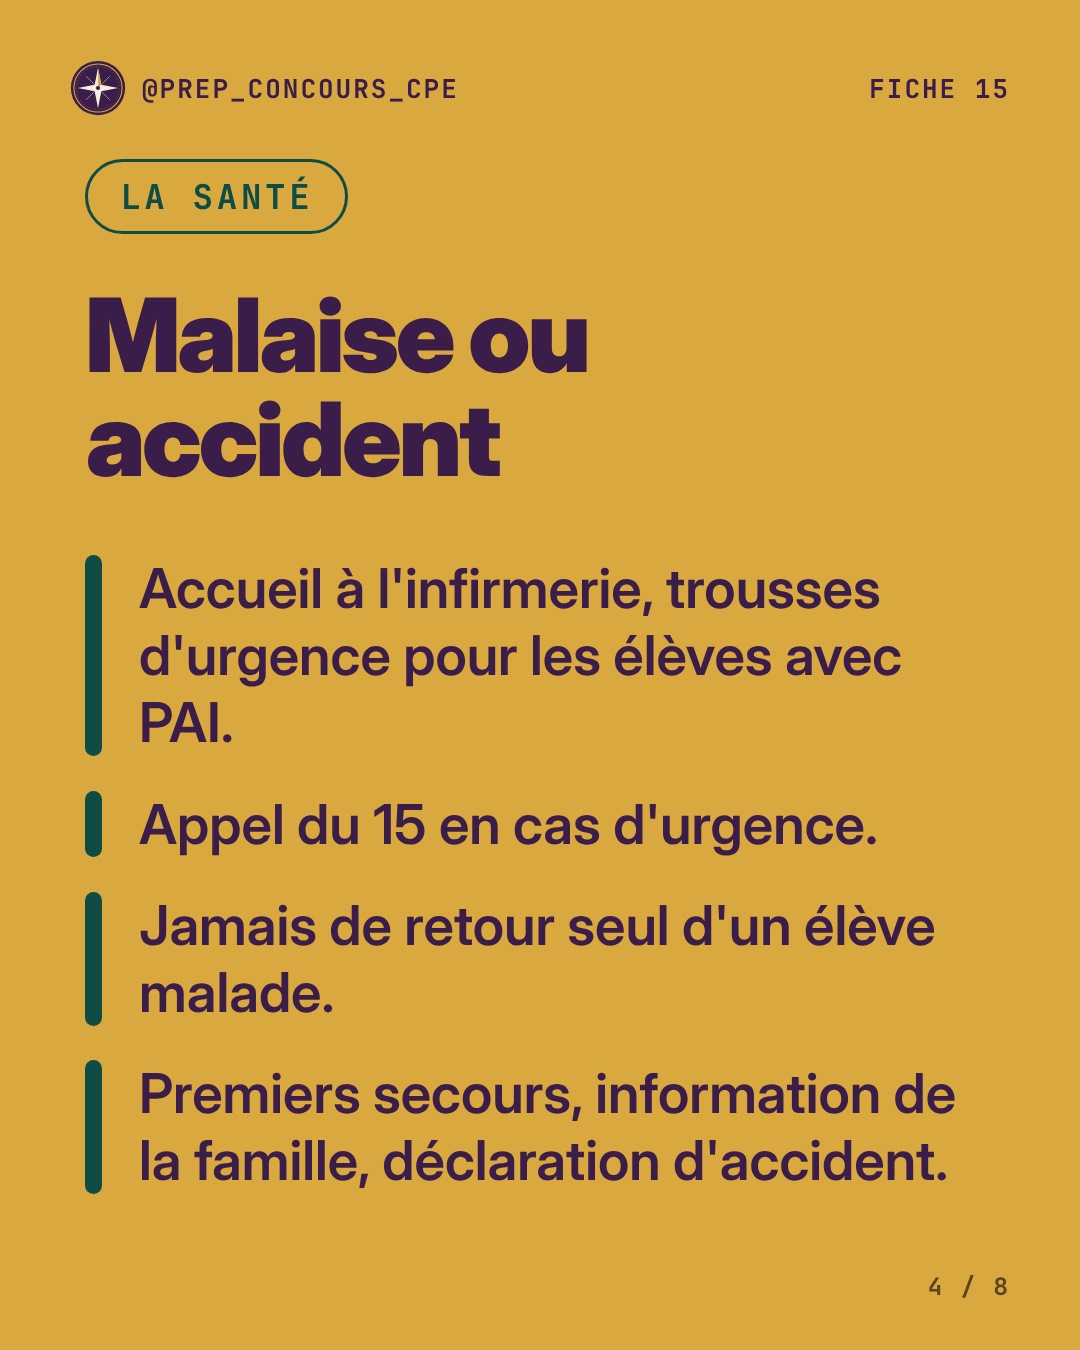 @PREP_CONCOURS_CPE
FICHE 15
LA SANTÉ
Malaise ou
accident
Accueil à l'infirmerie, trousses
d'urgence pour les élèves avec
PAI.
Appel du 15 en cas d'urgence.
Jamais de retour seul d'un élève
malade.
Premiers secours, information de
la famille, déclaration d'accident.
4 / 8